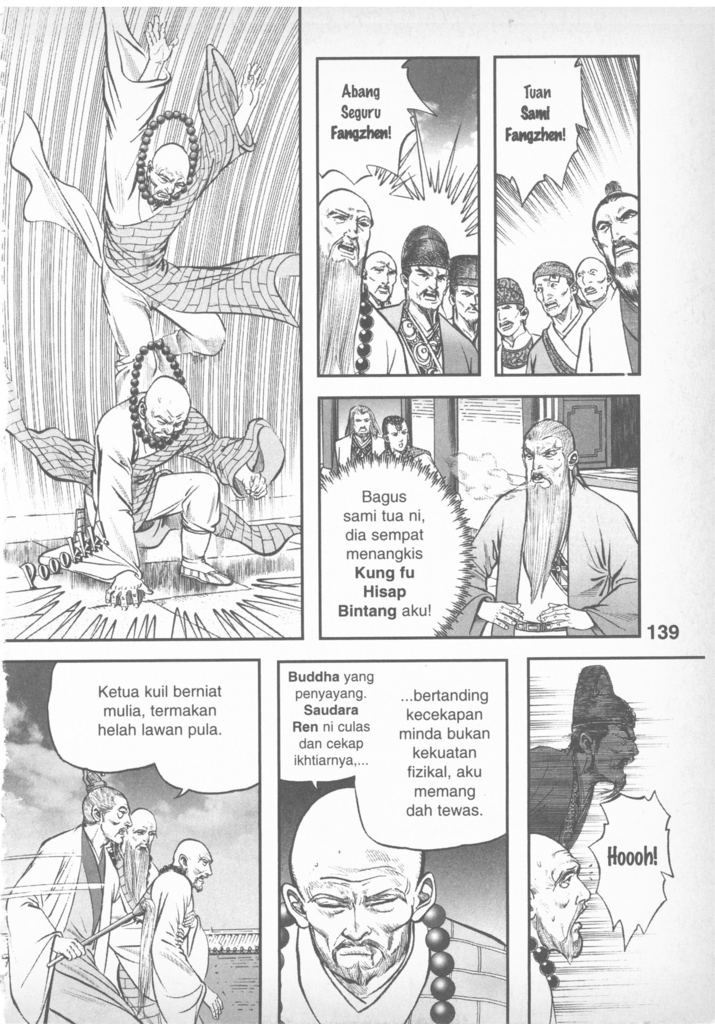 Abang
Seguru
Fangzhen!
Tuan
Sami
Fangzhen!
Bagus
sami tua ni,
dia sempat
menangkis
Kung fu
Hisap
Bintang aku!
Poookkk!
139
Ketua kuil berniat
mulia, termakan
helah lawan pula.
Buddha yang
penyayang.
Saudara
Ren ni culas
dan cekap
ikhtiarnya,...
...bertanding
kecekapan
minda bukan
kekuatan
fizikal, aku
memang
dah tewas.
Hoooh!